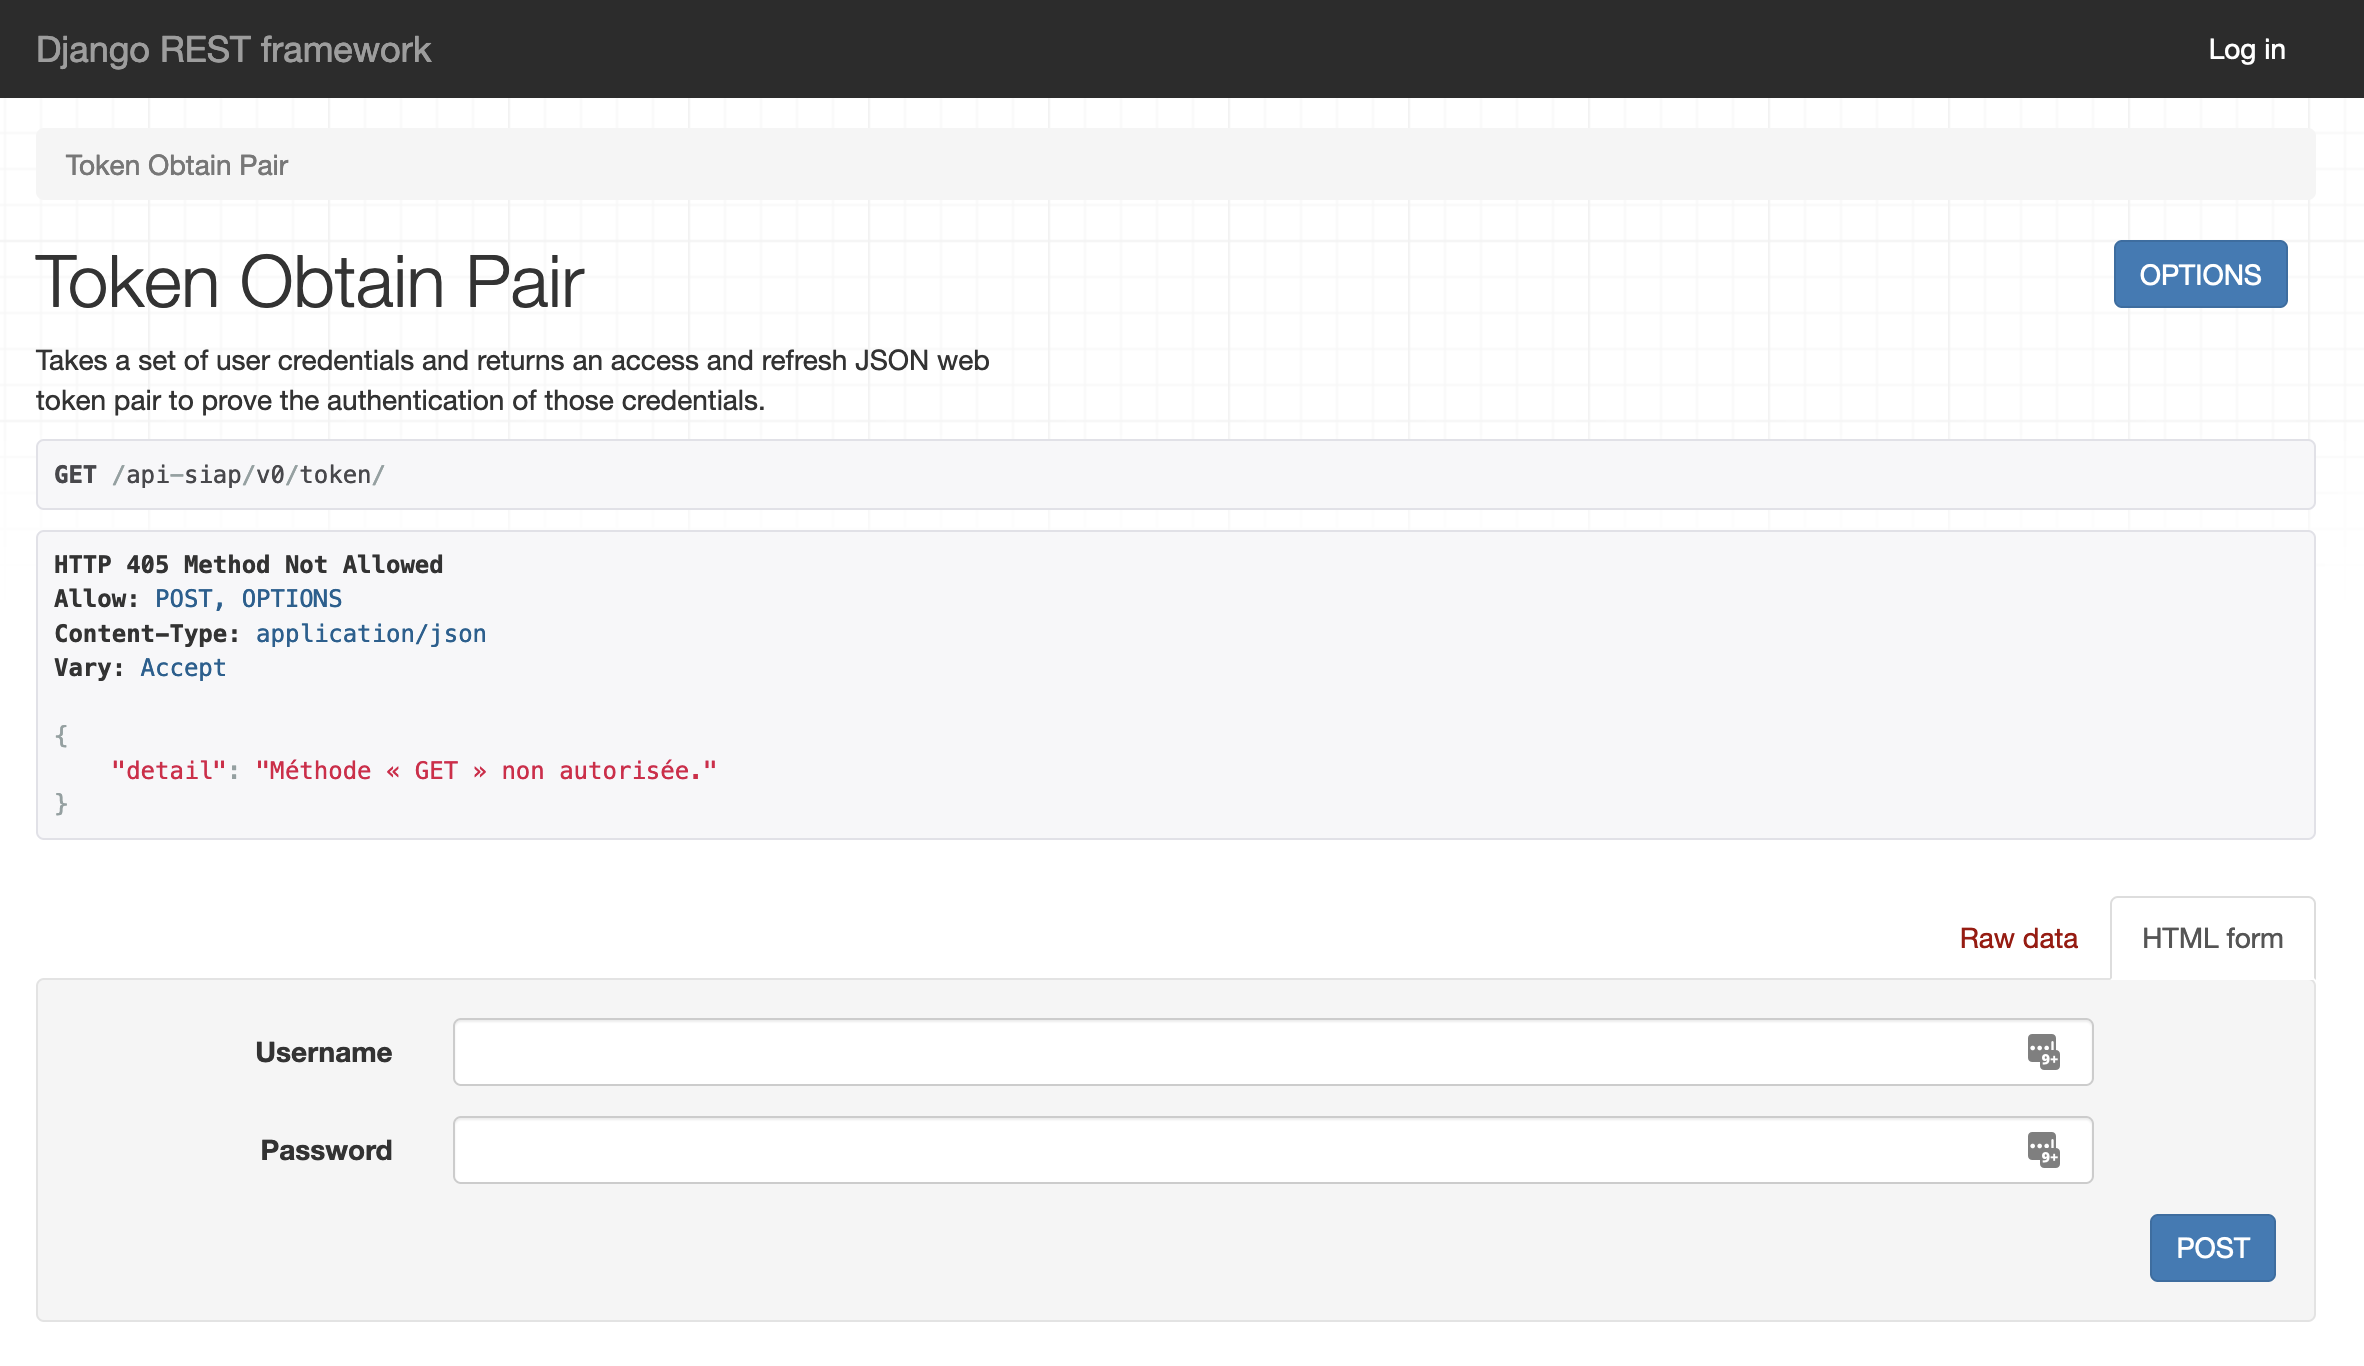 Django REST framework
Log in
Token Obtain Pair
Token Obtain Pair
OPTIONS
Takes a set of user credentials and returns an access and refresh JSON web
token pair to prove the authentication of those credentials.
GET /api-siap/v0/token/
HTTP 405 Method Not Allowed
Allow: POST, OPTIONS
Content-Type: application/json
Vary: Accept
{
"detail": "Méthode « GET » non autorisée."
}
Raw data
HTML form
Username
9+
Password
9+
POST